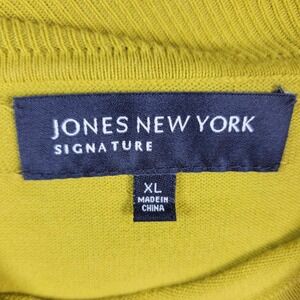 JONES NEW YORK
SIGNATURE
XL
MADE IN
CHINA